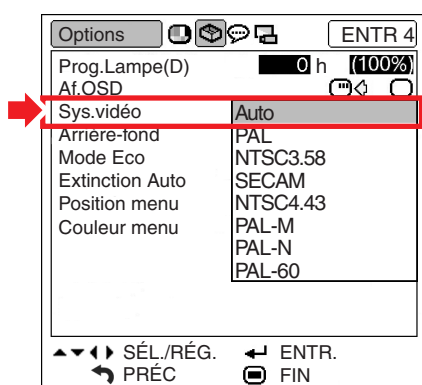 Options ENTR 4
Prog.Lampe(D) 0 h (100%)
Af.OSD
Sys.vidéo Auto
Arrière-fond PAL
Mode Eco NTSC3.58
Extinction Auto SECAM
Position menu NTSC4.43
Couleur menu PAL-M
PAL-N
PAL-60
SÉL./RÉG. ENTR.
PRÉC FIN